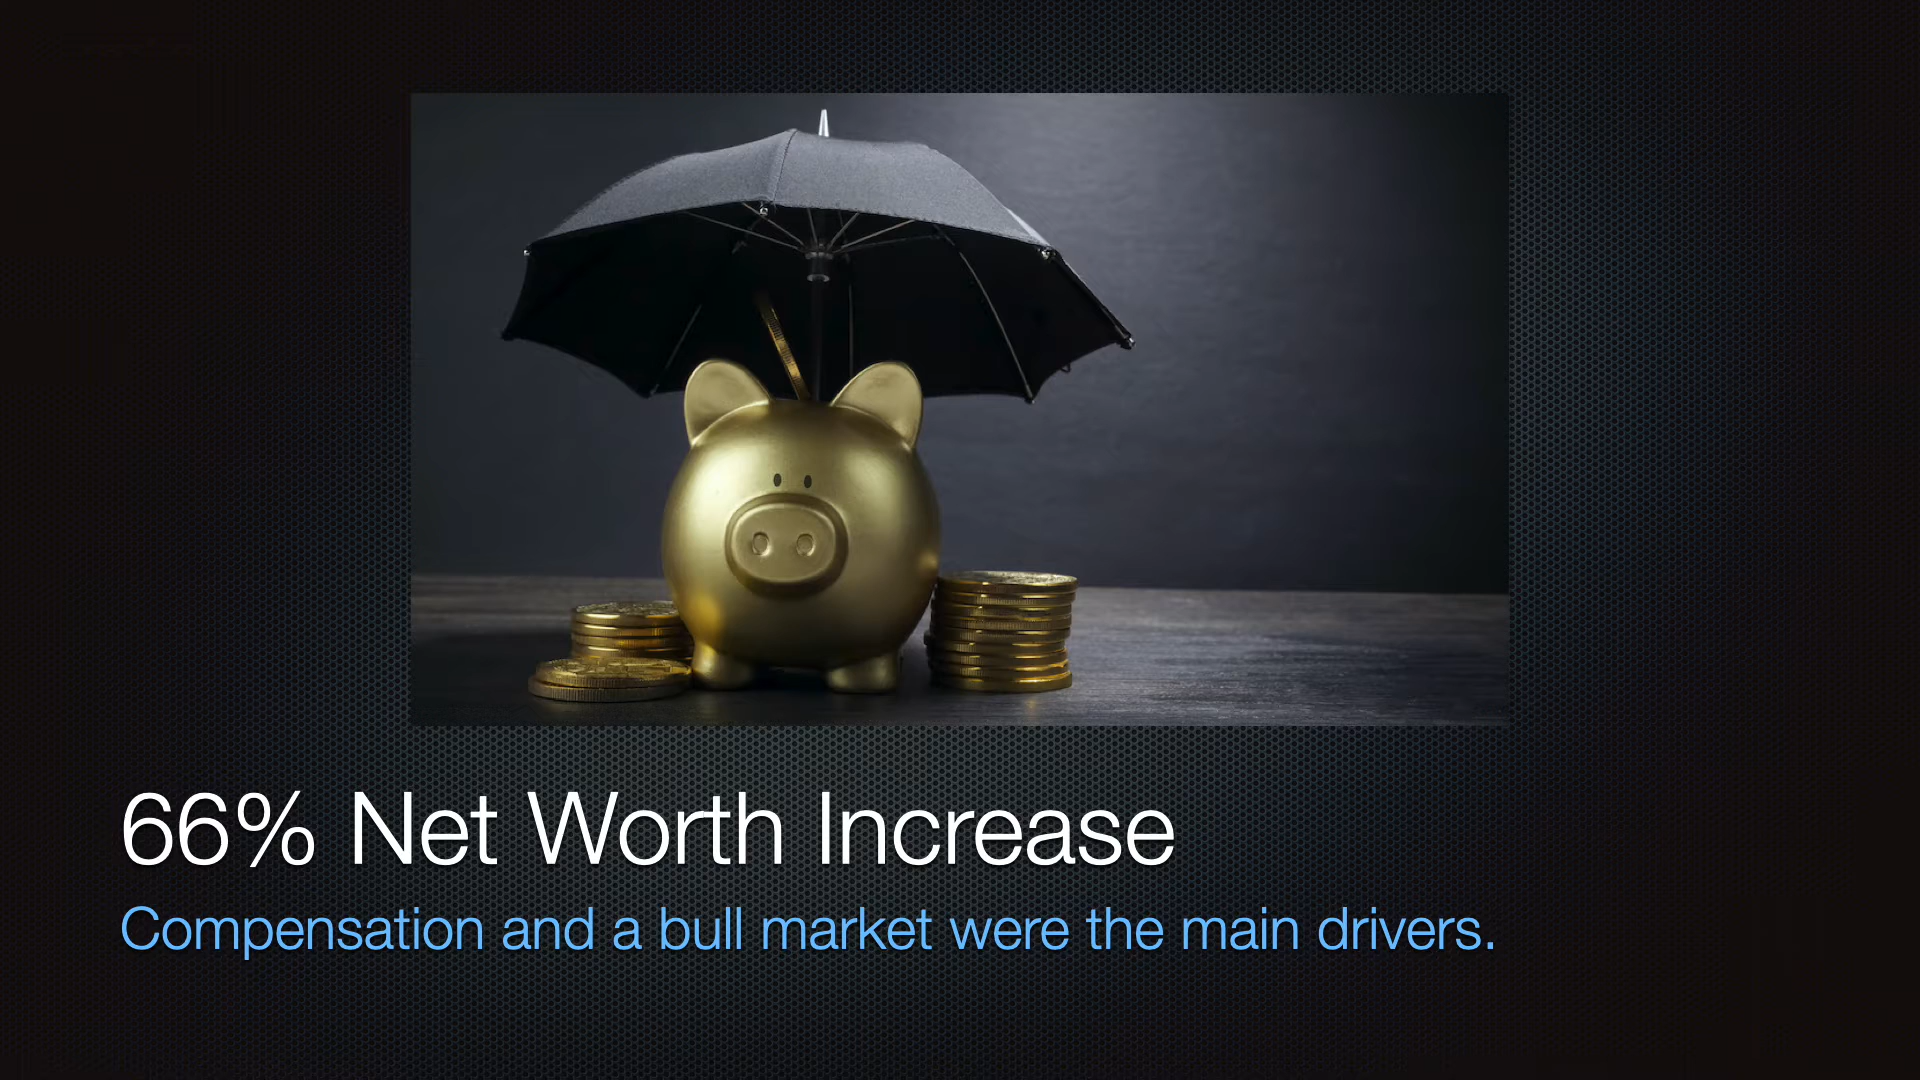 66% Net Worth Increase
Compensation and a bull market were the main drivers.